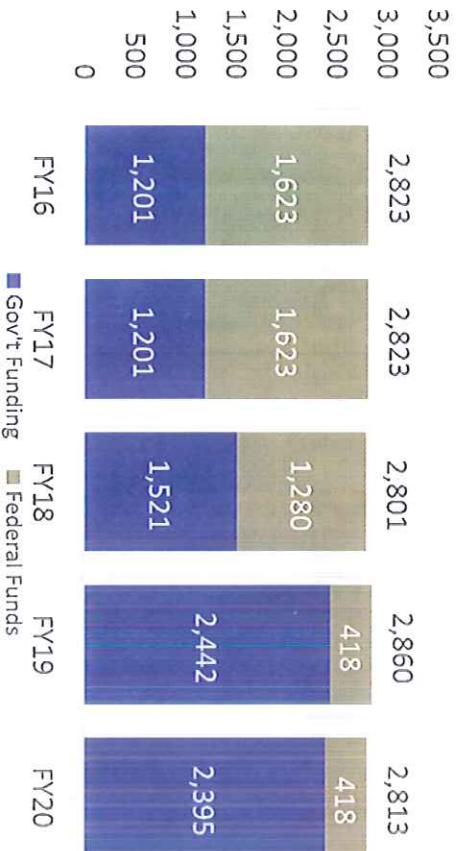 3,500
3,000
2,500
2,000
1,500
1,000
500
0
2,823 2,823 2,801 2,860 2,813
1,623 1,623 1,280 418 418
1,201 1,201 1,521 2,442 2,395
FY16 FY17 FY18 FY19 FY20
Gov't Funding Federal Funds